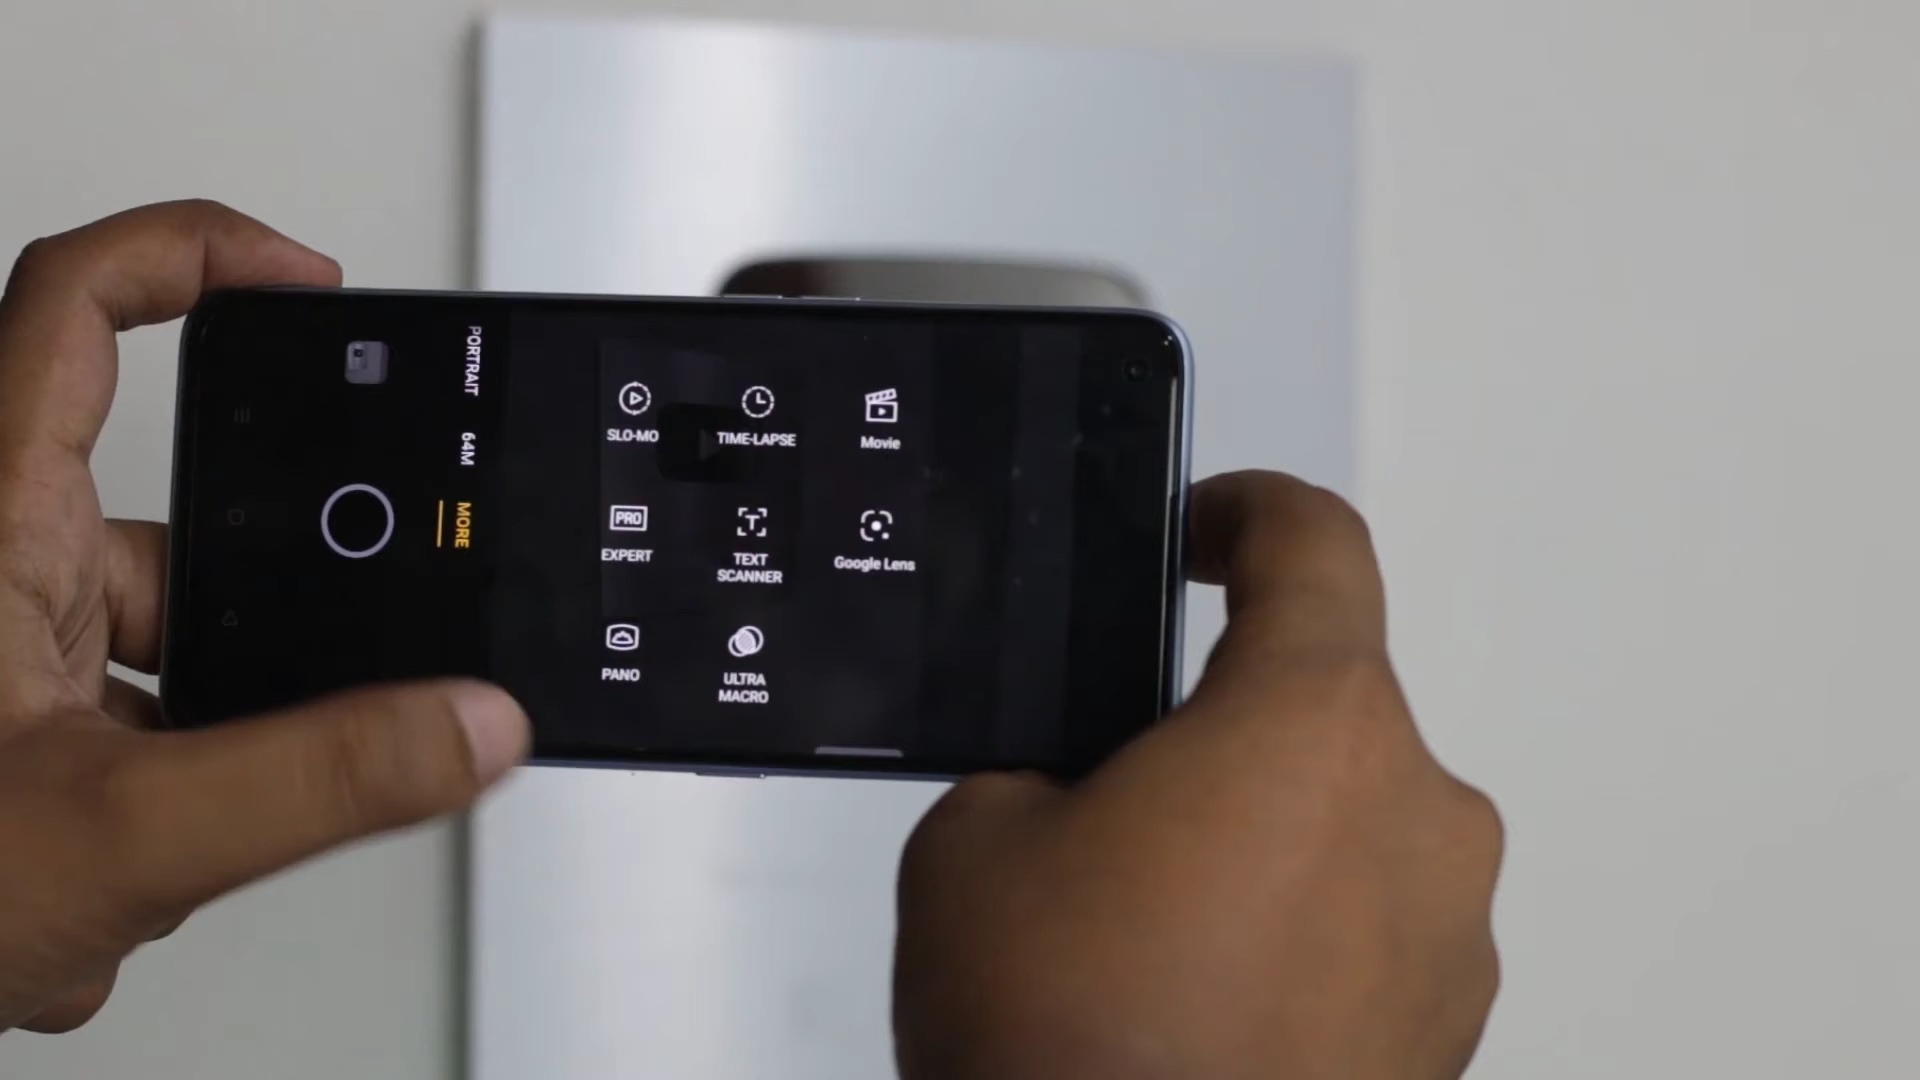 PORTRAIT
64M
MORE
SLO-MO
TIME-LAPSE
Movie
PRO
EXPERT
T
TEXT
SCANNER
Google Lens
PANO
ULTRA
MACRO